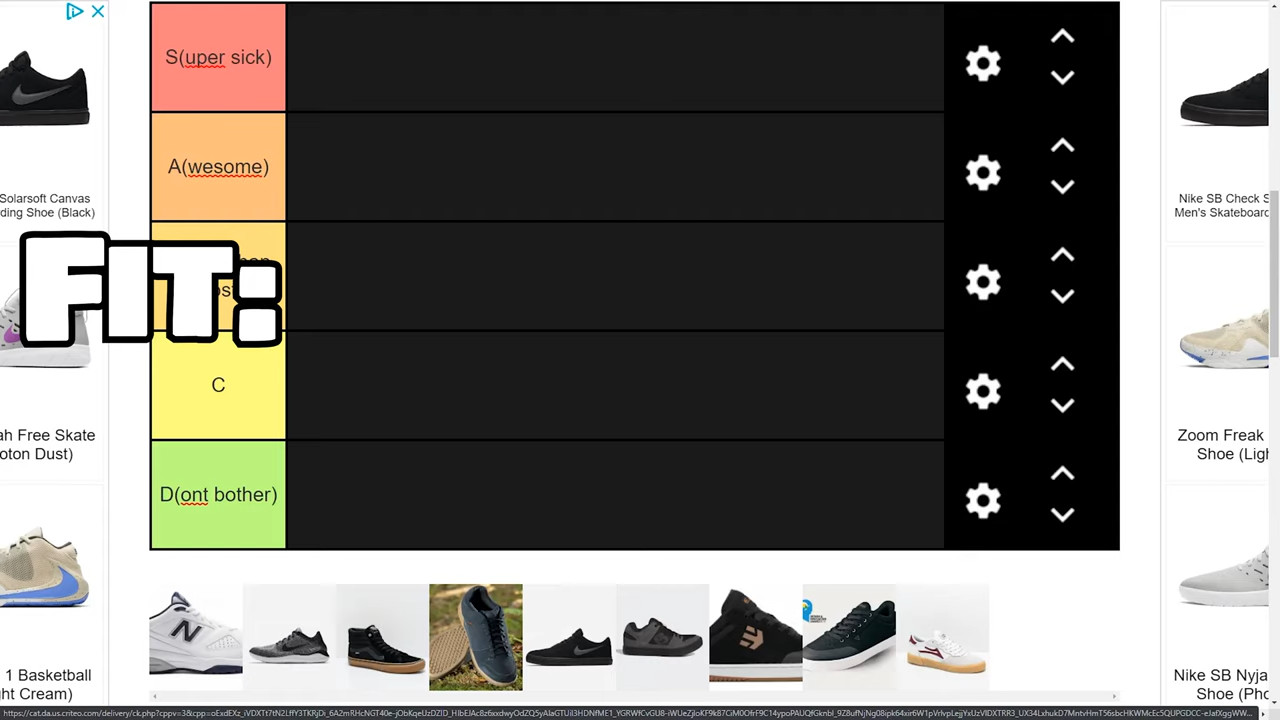 S(uper sick)
A(wesome)
FIT:
C
D(ont bother)
Solarsoft Canvas
ding Shoe (Black)
ah Free Skate
oton Dust)
1 Basketball
ght Cream)
Nike SB Check S
Men's Skateboard
Zoom Freak
Shoe (Ligh
Nike SB Nyja
Shoe (Pho
N